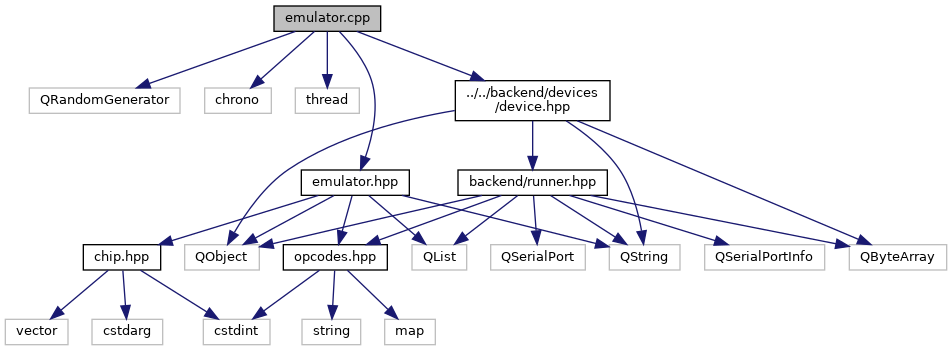 emulator.cpp
QRandomGenerator
chrono
thread
../../backend/devices
/device.hpp
emulator.hpp
backend/runner.hpp
chip.hpp
QObject
opcodes.hpp
QList
QSerialPort
QString
QSerialPortInfo
QByteArray
vector
cstdarg
cstdint
string
map